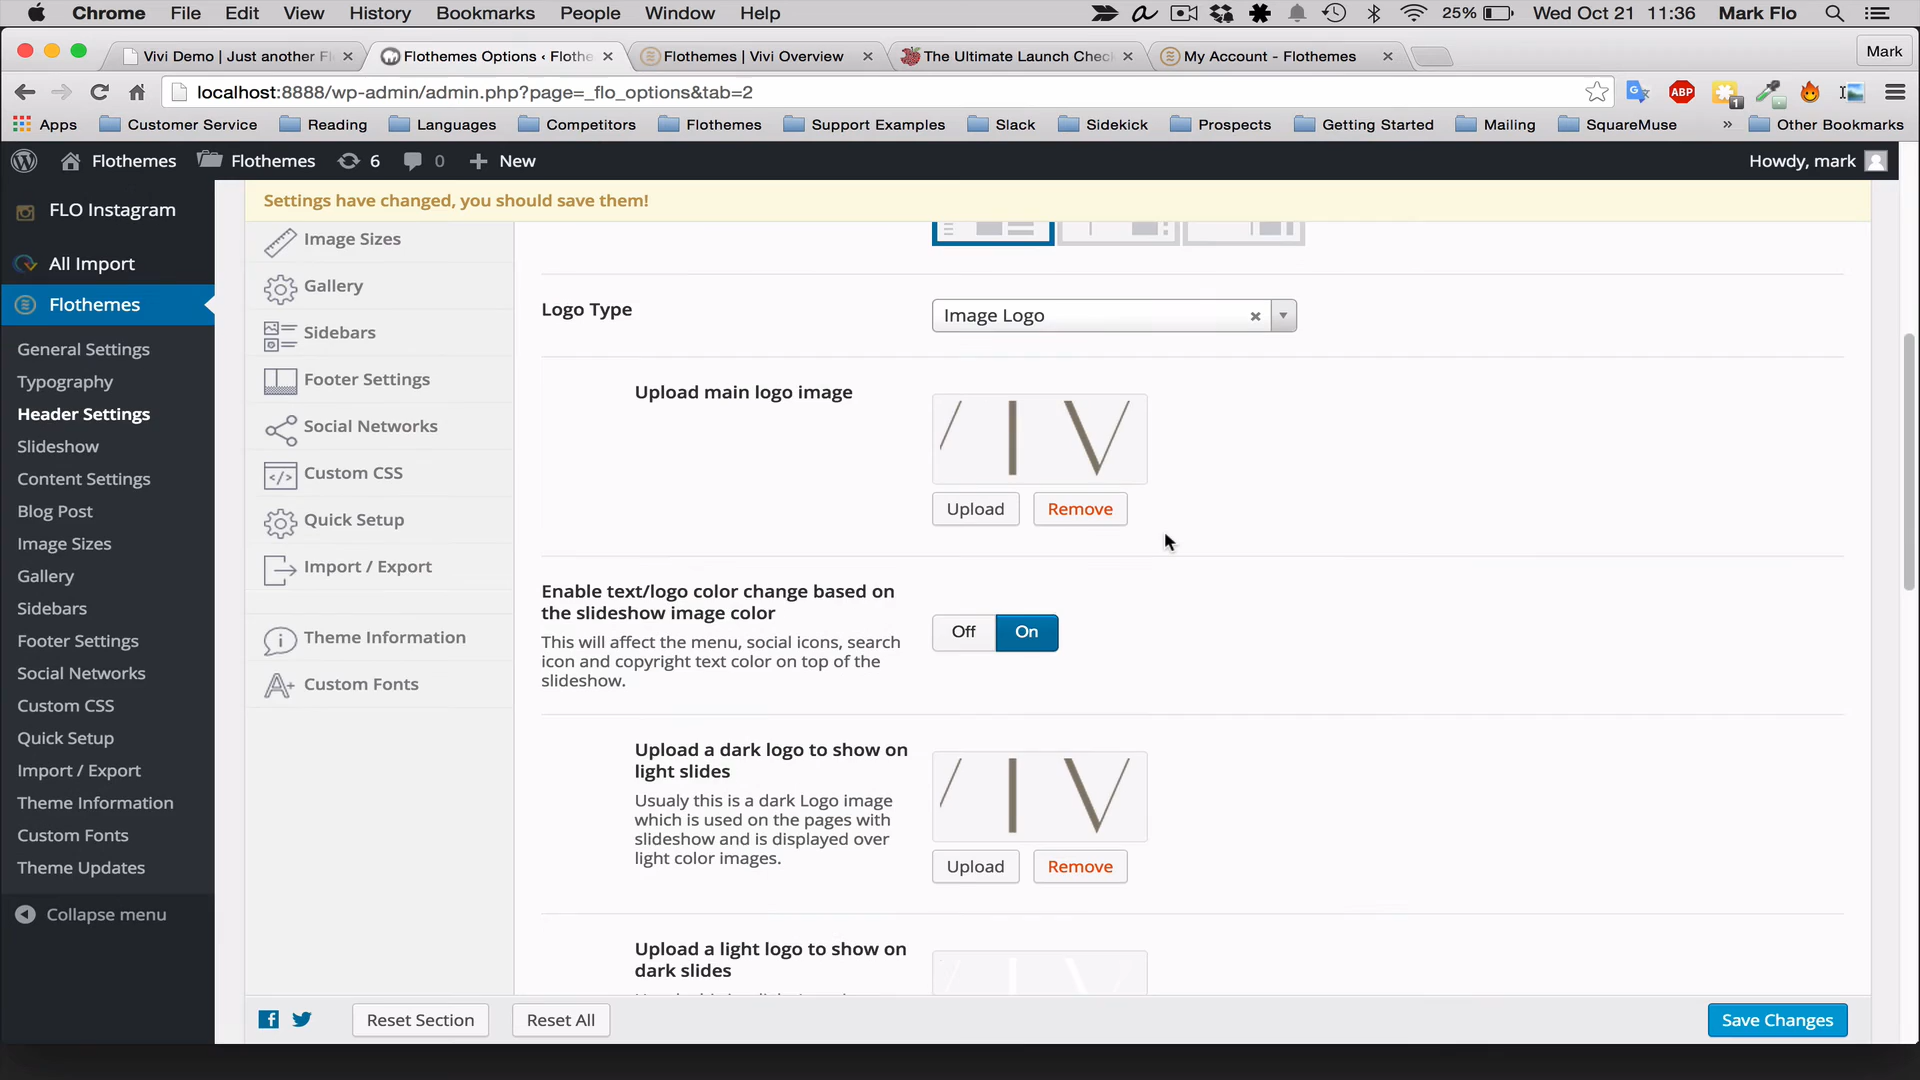 Chrome File Edit View History Bookmarks People Window Help 25% Wed Oct 21 11:36 Mark Flo
Vivi Demo | Just another Fl Flothemes Options ‹ Flothe Flothemes | Vivi Overview The Ultimate Launch Chec My Account - Flothemes Mark
localhost:8888/wp-admin/admin.php?page=_flo_options&tab=2 ABP 1
Apps Customer Service Reading Languages Competitors Flothemes Support Examples Slack Sidekick Prospects Getting Started Mailing SquareMuse » Other Bookmarks
Flothemes Flothemes 6 0 New Howdy, mark
Settings have changed, you should save them!
FLO Instagram
All Import
Flothemes
General Settings
Typography
Header Settings
Slideshow
Content Settings
Blog Post
Image Sizes
Gallery
Sidebars
Footer Settings
Social Networks
Custom CSS
Quick Setup
Import / Export
Theme Information
Custom Fonts
Theme Updates
Collapse menu
Image Sizes
Gallery
Sidebars
Footer Settings
Social Networks
Custom CSS
Quick Setup
Import / Export
Theme Information
Custom Fonts
Logo Type
Image Logo
Upload main logo image
Upload Remove
Enable text/logo color change based on
the slideshow image color
This will affect the menu, social icons, search
icon and copyright text color on top of the
slideshow.
Off On
Upload a dark logo to show on
light slides
Usualy this is a dark Logo image
which is used on the pages with
slideshow and is displayed over
light color images.
Upload Remove
Upload a light logo to show on
dark slides
Reset Section Reset All Save Changes